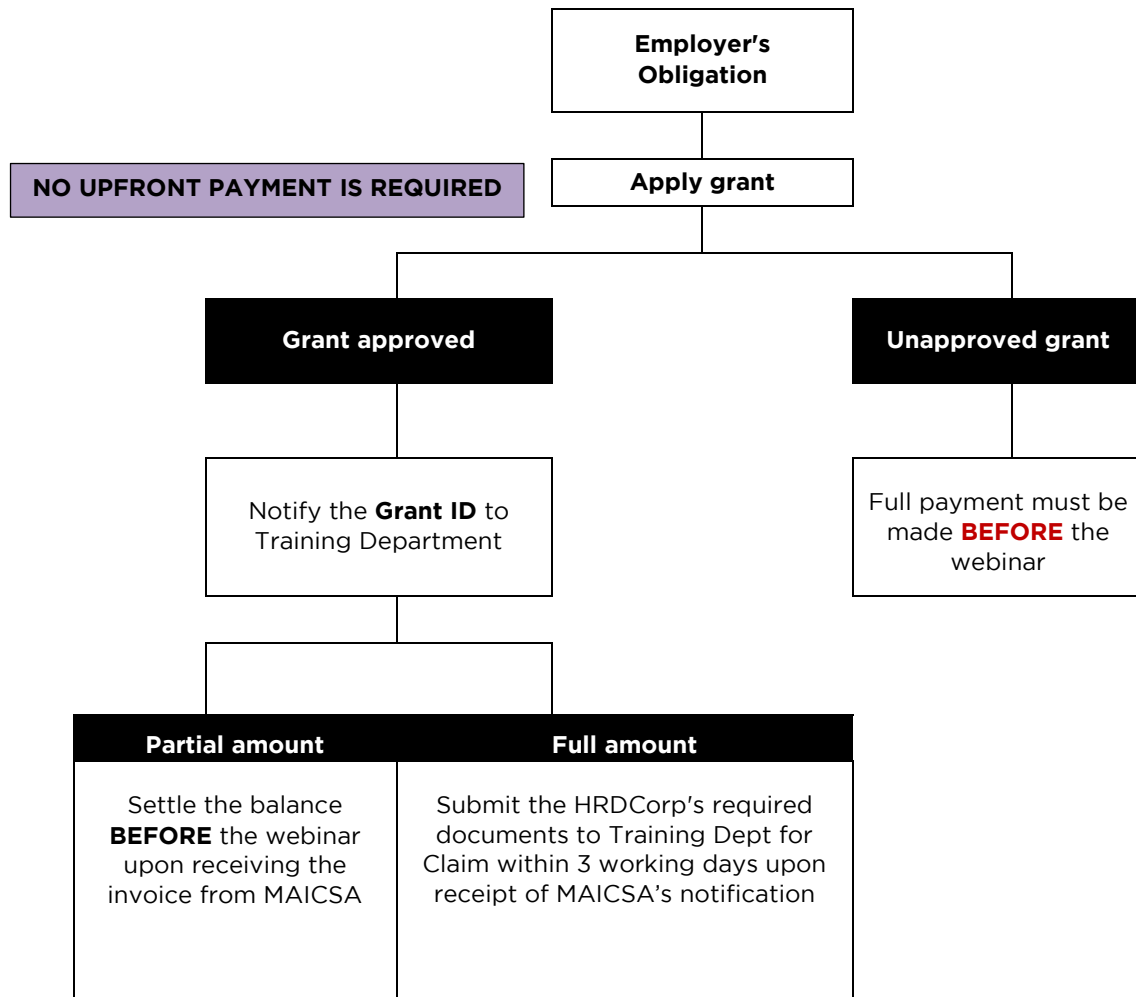 Employer's
Obligation
NO UPFRONT PAYMENT IS REQUIRED
Apply grant
Grant approved
Unapproved grant
Notify the Grant ID to
Training Department
Full payment must be
made BEFORE the
webinar
Partial amount
Full amount
Settle the balance
BEFORE the webinar
upon receiving the
invoice from MAICSA
Submit the HRDCorp's required
documents to Training Dept for
Claim within 3 working days upon
receipt of MAICSA’s notification